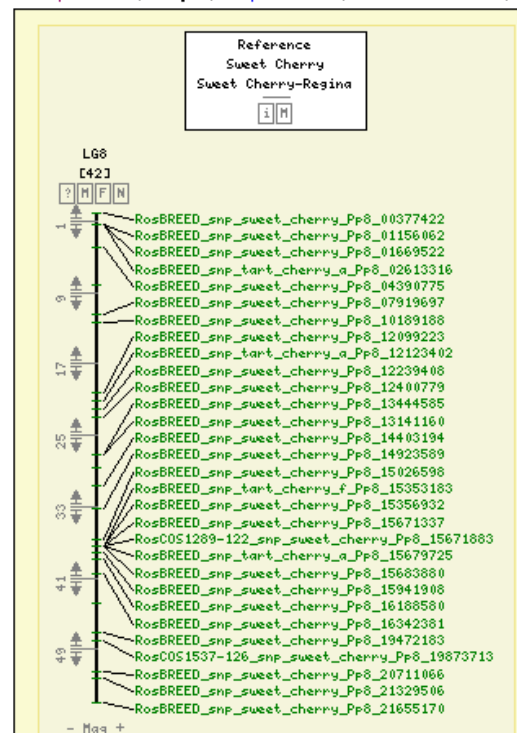 Reference
Sweet Cherry
Sweet Cherry-Regina
i M
LG8
[42]
? M F N
RosBREED_snp_sweet_cherry_Pp8_00377422
1
RosBREED_snp_sweet_cherry_Pp8_01156062
RosBREED_snp_sweet_cherry_Pp8_01669522
RosBREED_snp_tart_cherry_a_Pp8_02613316
RosBREED_snp_sweet_cherry_Pp8_04390775
9
RosBREED_snp_sweet_cherry_Pp8_07919697
RosBREED_snp_sweet_cherry_Pp8_10189188
RosBREED_snp_sweet_cherry_Pp8_12099223
RosBREED_snp_tart_cherry_a_Pp8_12123402
17
RosBREED_snp_sweet_cherry_Pp8_12239408
RosBREED_snp_sweet_cherry_Pp8_12400779
RosBREED_snp_sweet_cherry_Pp8_13444585
RosBREED_snp_sweet_cherry_Pp8_13141160
25
RosBREED_snp_sweet_cherry_Pp8_14403194
RosBREED_snp_sweet_cherry_Pp8_14923589
RosBREED_snp_sweet_cherry_Pp8_15026598
RosBREED_snp_tart_cherry_f_Pp8_15353183
33
RosBREED_snp_sweet_cherry_Pp8_15356932
RosBREED_snp_sweet_cherry_Pp8_15671337
RosCOS1289-122_snp_sweet_cherry_Pp8_15671883
RosBREED_snp_tart_cherry_a_Pp8_15679725
41
RosBREED_snp_sweet_cherry_Pp8_15683880
RosBREED_snp_sweet_cherry_Pp8_15941908
RosBREED_snp_sweet_cherry_Pp8_16188580
RosBREED_snp_sweet_cherry_Pp8_16342381
RosBREED_snp_sweet_cherry_Pp8_19472183
49
RosCOS1537-126_snp_sweet_cherry_Pp8_19873713
RosBREED_snp_sweet_cherry_Pp8_20711066
RosBREED_snp_sweet_cherry_Pp8_21329506
RosBREED_snp_sweet_cherry_Pp8_21655170
- Mag +